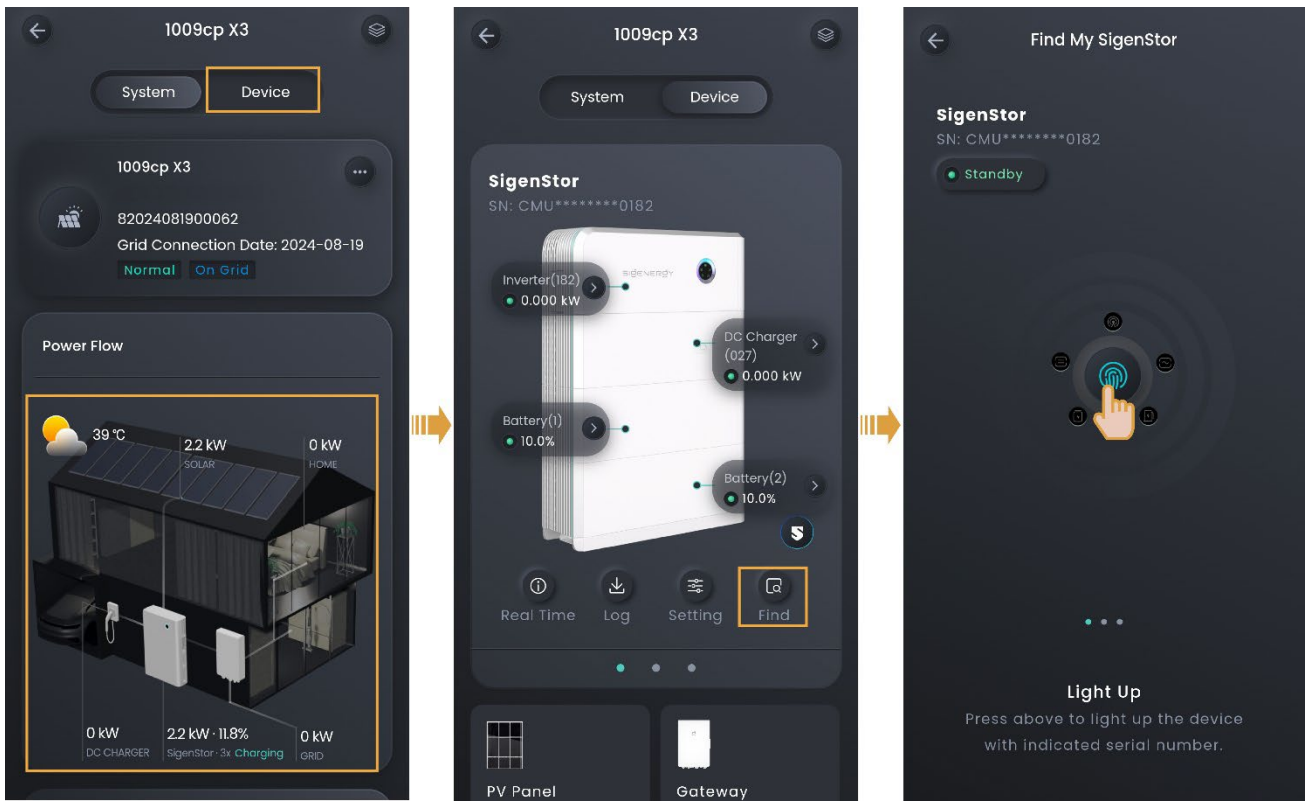 1009cp X3
System
Device
1009cp X3
82024081900062
Grid Connection Date: 2024-08-19
Normal
On Grid
Power Flow
39 ℃
2.2 kW
SOLAR
0 kW
HOME
0 kW
DC CHARGER
2.2 kW · 11.8%
SigenStor · 3x Charging
0 kW
GRID
1009cp X3
System
Device
SigenStor
SN: CMU********0182
SIGENERGY
Inverter(182)
0.000 kW
DC Charger
(027)
0.000 kW
Battery(1)
10.0%
Battery(2)
10.0%
Real Time
Log
Setting
Find
PV Panel
Gateway
Find My SigenStor
SigenStor
SN: CMU********0182
Standby
Light Up
Press above to light up the device
with indicated serial number.